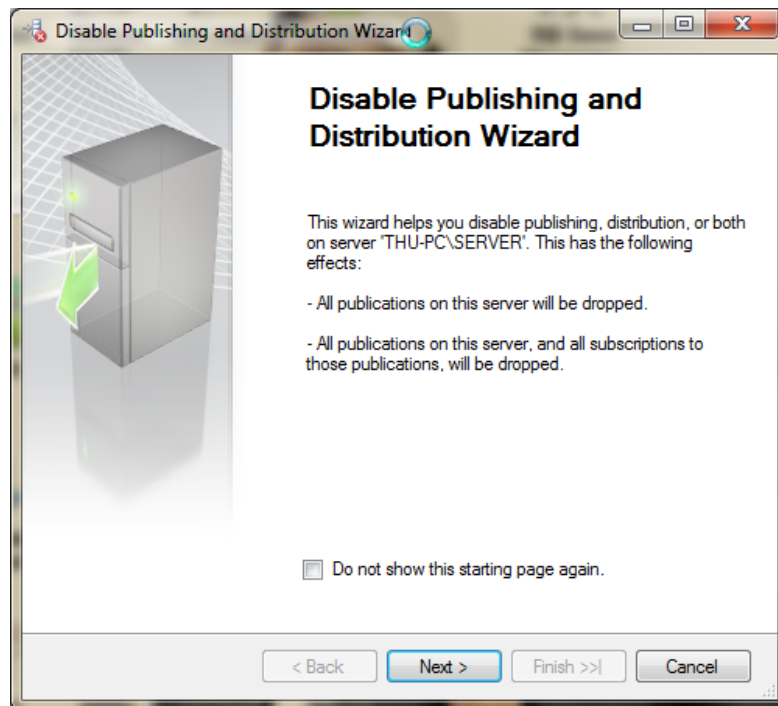 Disable Publishing and Distribution Wizard
Disable Publishing and
Distribution Wizard
This wizard helps you disable publishing, distribution, or both
on server 'THU-PC\SERVER'. This has the following
effects:
- All publications on this server will be dropped.
- All publications on this server, and all subscriptions to
those publications, will be dropped.
Do not show this starting page again.
< Back
Next >
Finish >>|
Cancel